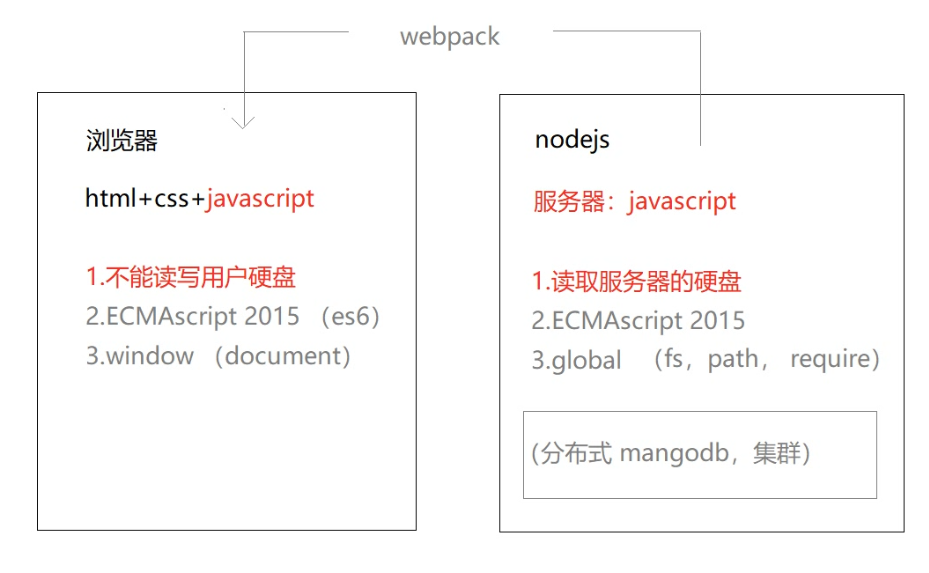 webpack
浏览器
html+css+javascript
1.不能读写用户硬盘
2.ECMAscript 2015 （es6）
3.window （document）
nodejs
服务器：javascript
1.读取服务器的硬盘
2.ECMAscript 2015
3.global （fs，path， require）
(分布式 mangodb，集群）